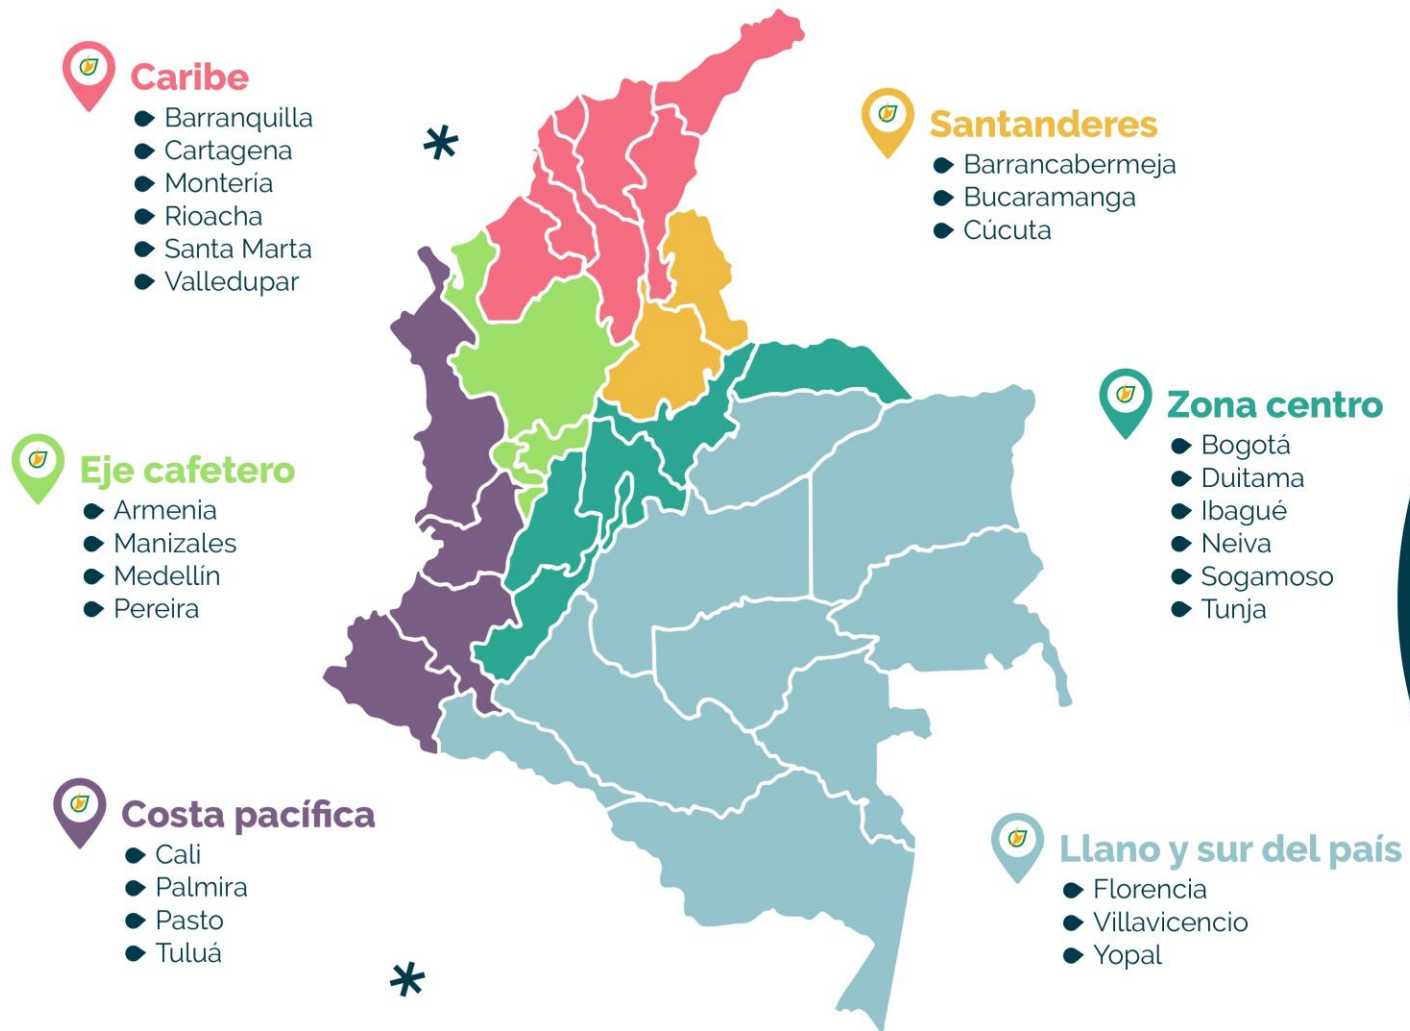 Caribe
Barranquilla
Cartagena
Montería
Rioacha
Santa Marta
Valledupar
Santanderes
Barrancabermeja
Bucaramanga
Cúcuta
Eje cafetero
Armenia
Manizales
Medellín
Pereira
Zona centro
Bogotá
Duitama
Ibagué
Neiva
Sogamoso
Tunja
Costa pacífica
Cali
Palmira
Pasto
Tuluá
Llano y sur del país
Florencia
Villavicencio
Yopal